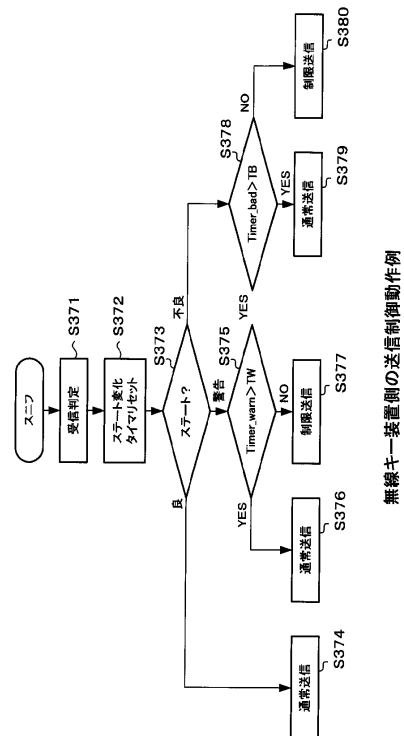 スニフ
受信判定
S371
ステート変化
タイマリセット
S372
ステート?
S373
良
警告
不良
通常送信
S374
Timer_warn>TW
S375
YES
YES
NO
通常送信
S376
制限送信
S377
Timer_bad>TB
S378
YES
NO
通常送信
S379
制限送信
S380
無線キー装置側の送信制御動作例